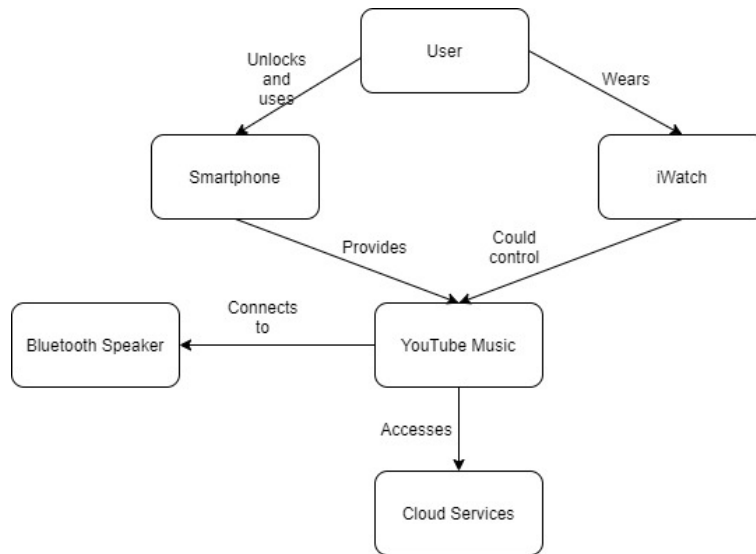 User
Unlocks
and
uses
Wears
Smartphone
iWatch
Provides
Could
control
Connects
to
Bluetooth Speaker
YouTube Music
Accesses
Cloud Services